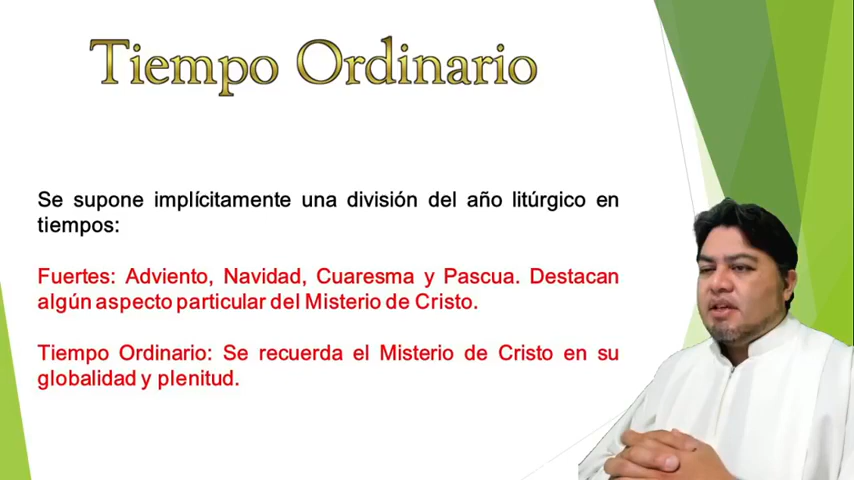 Tiempo Ordinario
Se supone implícitamente una división del año litúrgico en
tiempos:
Fuertes: Adviento, Navidad, Cuaresma y Pascua. Destacan
algún aspecto particular del Misterio de Cristo.
Tiempo Ordinario: Se recuerda el Misterio de Cristo en su
globalidad y plenitud.